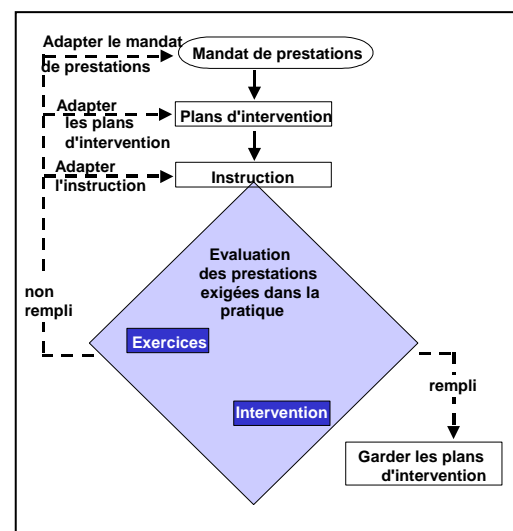 Adapter le mandat
de prestations
Mandat de prestations
Adapter
les plans
d'intervention
Plans d'intervention
Adapter
l'instruction
Instruction
Evaluation
des prestations
exigées dans la
pratique
non
rempli
Exercices
Intervention
rempli
Garder les plans
d'intervention